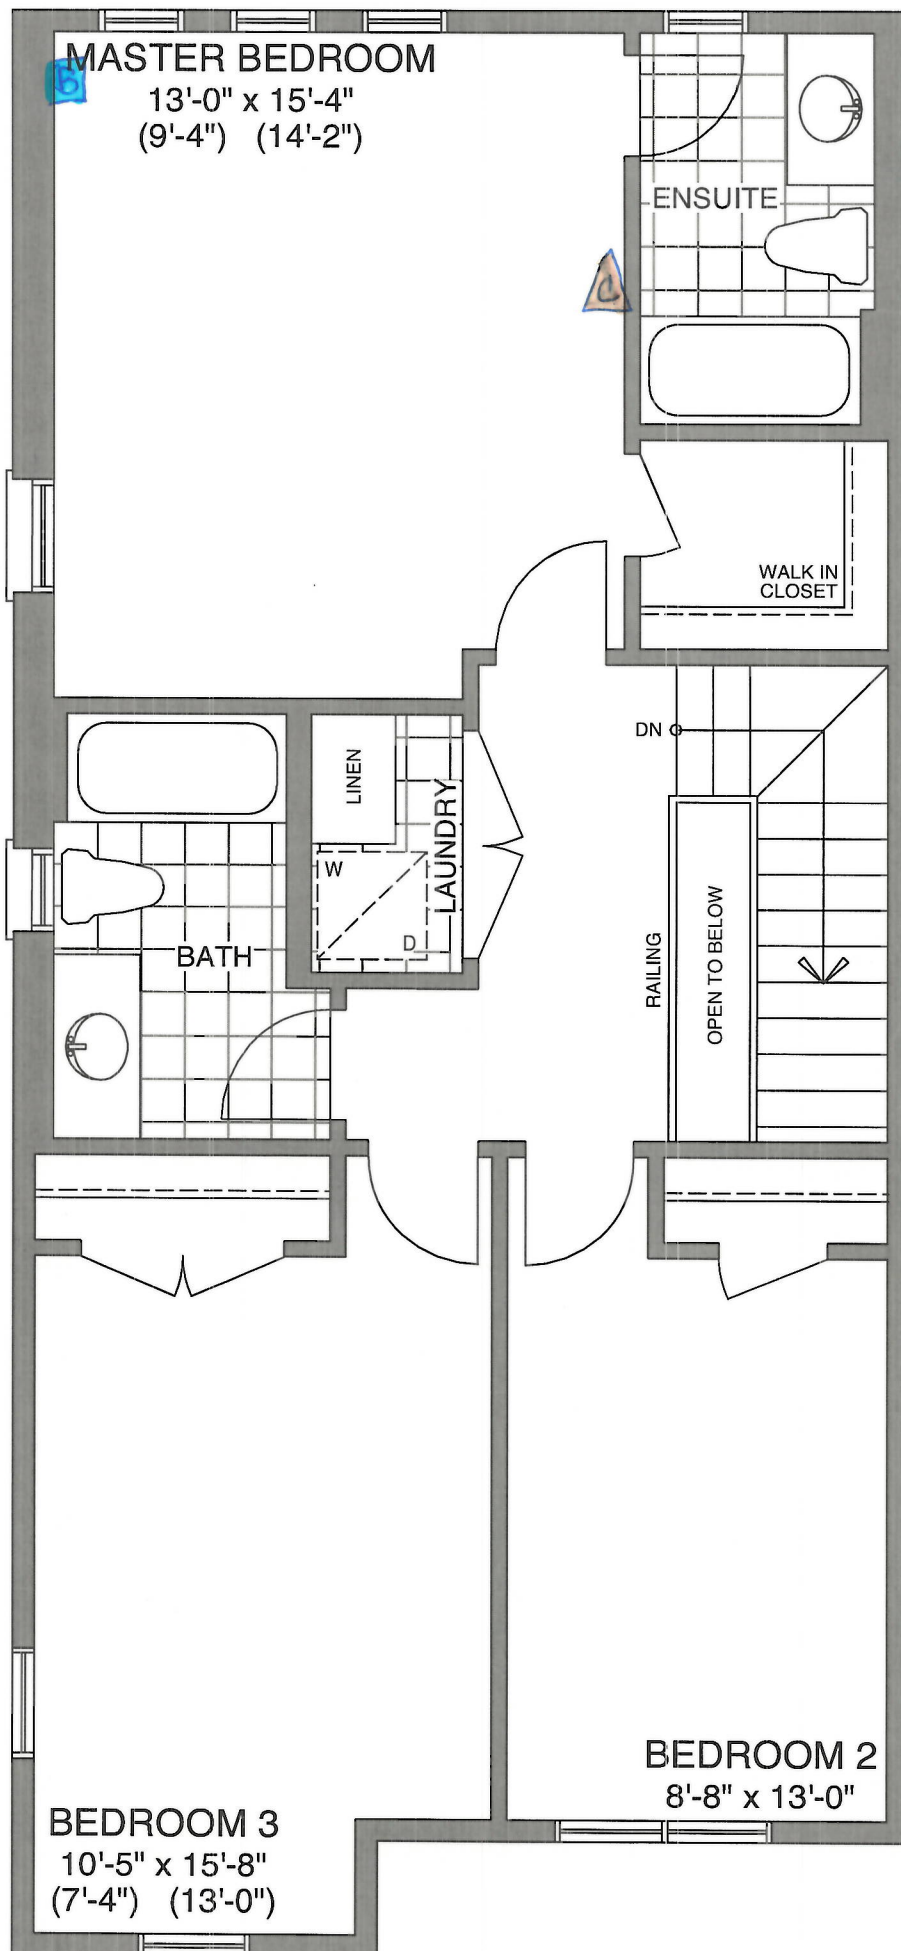 MASTER BEDROOM
13'-0" x 15'-4"
(9'-4") (14'-2")
B
ENSUITE
C
WALK IN
CLOSET
DN
LINEN
LAUNDRY
W
D
BATH
RAILING
OPEN TO BELOW
BEDROOM 2
8'-8" x 13'-0"
BEDROOM 3
10'-5" x 15'-8"
(7'-4") (13'-0")